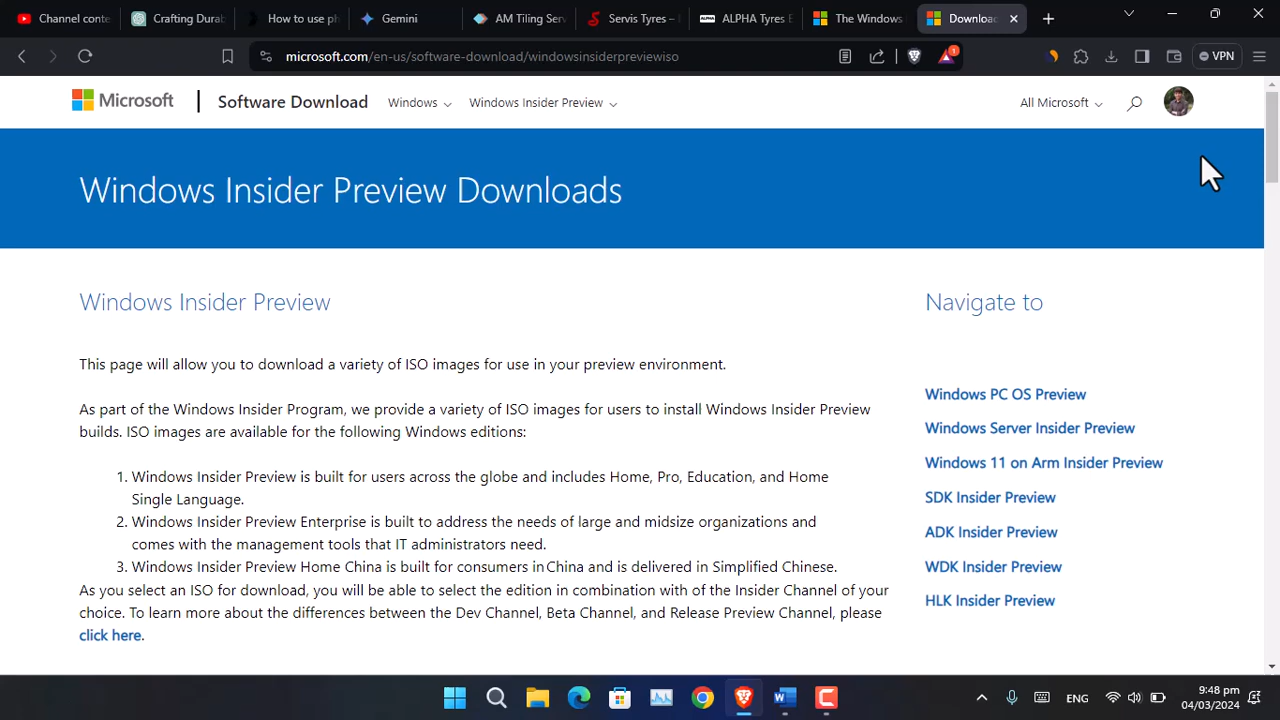 Channel conte
Crafting Durab
How to use ph
Gemini
AM Tiling Serv
Servis Tyres – L
ALPHA Tyres E
The Windows
Downloa
microsoft.com/en-us/software-download/windowsinsiderpreviewiso
1
VPN
Microsoft
Software Download
Windows
Windows Insider Preview
All Microsoft
Windows Insider Preview Downloads
Windows Insider Preview
Navigate to
This page will allow you to download a variety of ISO images for use in your preview environment.
As part of the Windows Insider Program, we provide a variety of ISO images for users to install Windows Insider Preview
builds. ISO images are available for the following Windows editions:
1. Windows Insider Preview is built for users across the globe and includes Home, Pro, Education, and Home
Single Language.
2. Windows Insider Preview Enterprise is built to address the needs of large and midsize organizations and
comes with the management tools that IT administrators need.
3. Windows Insider Preview Home China is built for consumers in China and is delivered in Simplified Chinese.
As you select an ISO for download, you will be able to select the edition in combination with of the Insider Channel of your
choice. To learn more about the differences between the Dev Channel, Beta Channel, and Release Preview Channel, please
click here.
Windows PC OS Preview
Windows Server Insider Preview
Windows 11 on Arm Insider Preview
SDK Insider Preview
ADK Insider Preview
WDK Insider Preview
HLK Insider Preview
ENG
9:48 pm
04/03/2024